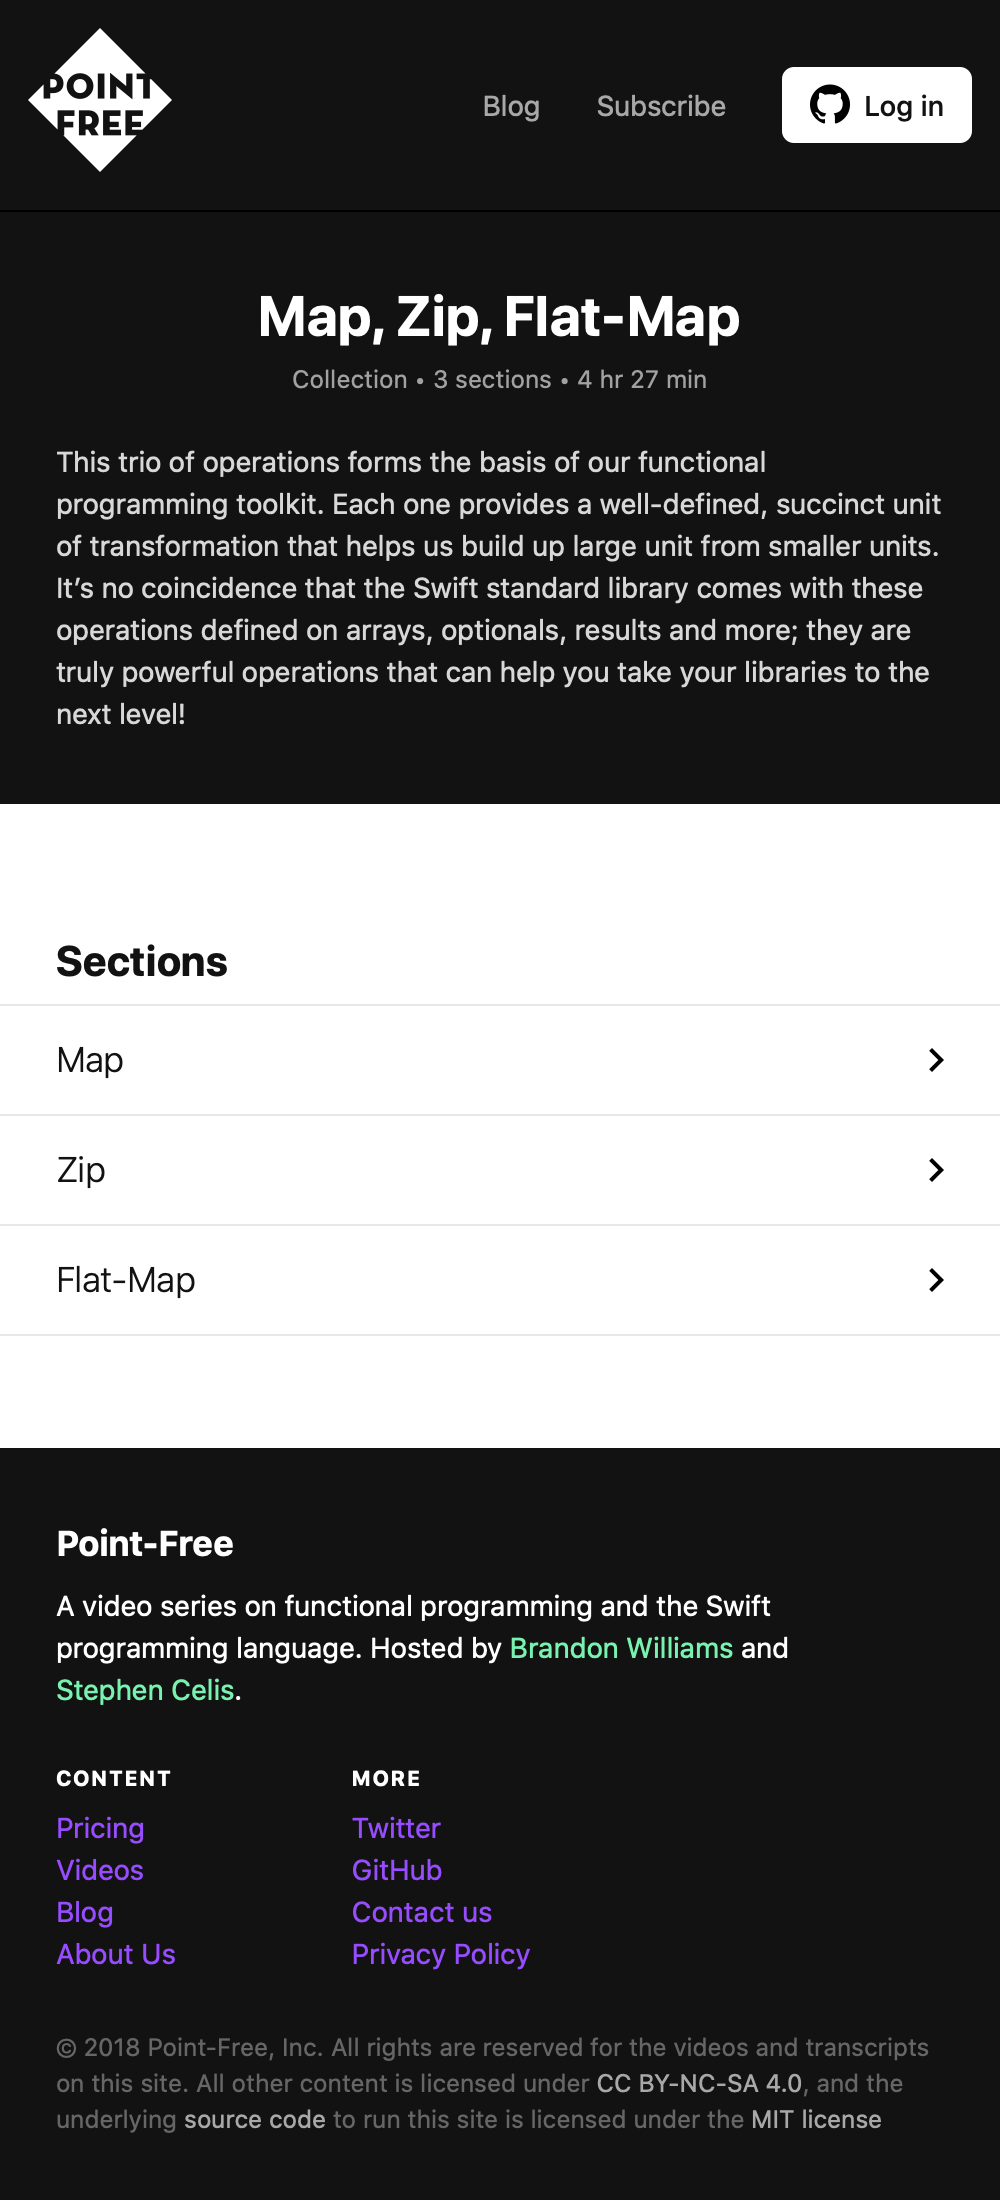 POINT
FREE
Blog
Subscribe
Log in
Map, Zip, Flat-Map
Collection • 3 sections • 4 hr 27 min
This trio of operations forms the basis of our functional
programming toolkit. Each one provides a well-defined, succinct unit
of transformation that helps us build up large unit from smaller units.
It’s no coincidence that the Swift standard library comes with these
operations defined on arrays, optionals, results and more; they are
truly powerful operations that can help you take your libraries to the
next level!
Sections
Map
Zip
Flat-Map
Point-Free
A video series on functional programming and the Swift
programming language. Hosted by Brandon Williams and
Stephen Celis.
CONTENT
Pricing
Videos
Blog
About Us
MORE
Twitter
GitHub
Contact us
Privacy Policy
© 2018 Point-Free, Inc. All rights are reserved for the videos and transcripts
on this site. All other content is licensed under CC BY-NC-SA 4.0, and the
underlying source code to run this site is licensed under the MIT license